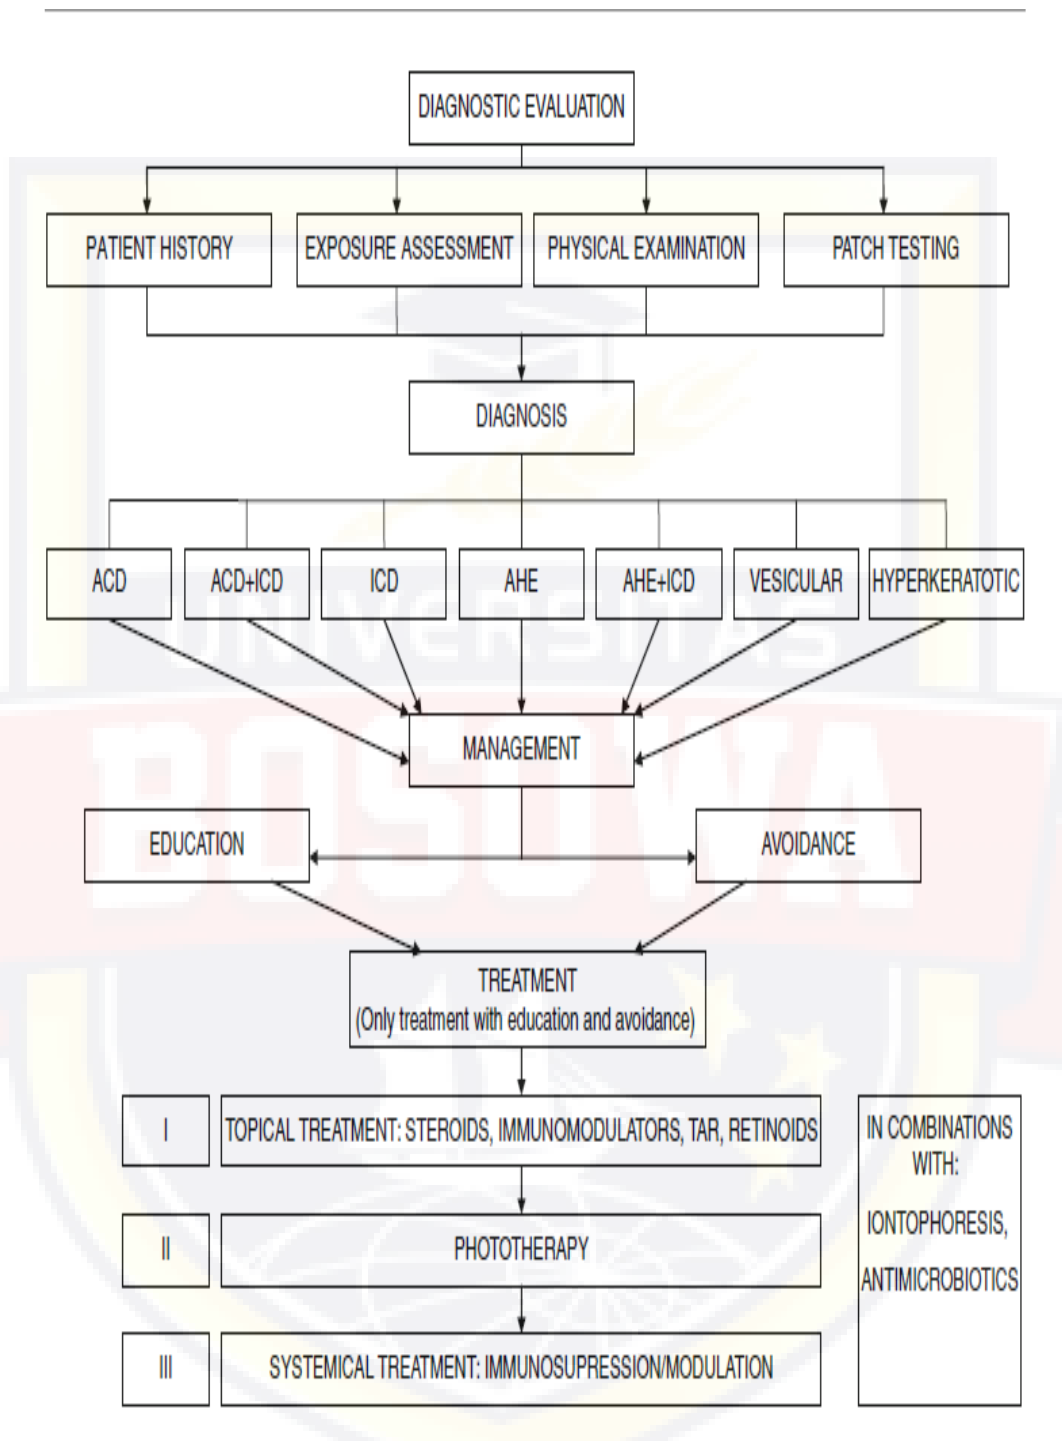 DIAGNOSTIC EVALUATION
PATIENT HISTORY
EXPOSURE ASSESSMENT
PHYSICAL EXAMINATION
PATCH TESTING
DIAGNOSIS
ACD
ACD+ICD
ICD
AHE
AHE+ICD
VESICULAR
HYPERKERATOTIC
UNIVERSITAS
BOSOWA
MANAGEMENT
EDUCATION
AVOIDANCE
TREATMENT
(Only treatment with education and avoidance)
I
TOPICAL TREATMENT: STEROIDS, IMMUNOMODULATORS, TAR, RETINOIDS
II
PHOTOTHERAPY
III
SYSTEMICAL TREATMENT: IMMUNOSUPRESSION/MODULATION
IN COMBINATIONS
WITH:
IONTOPHORESIS,
ANTIMICROBIOTICS